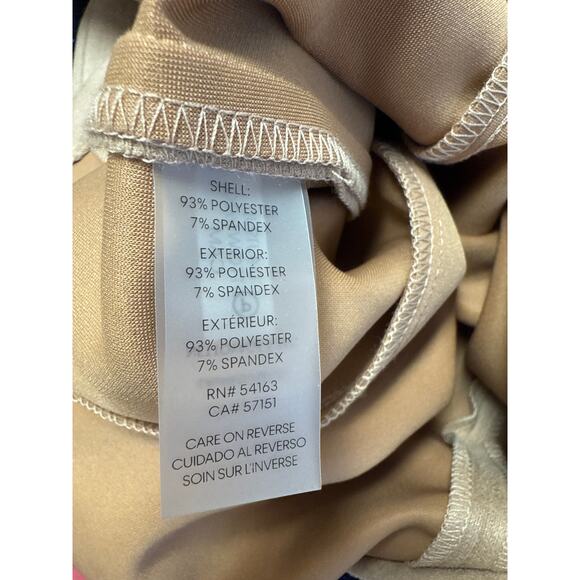 SHELL:
93% POLYESTER
7% SPANDEX
EXTERIOR:
93% POLIÉSTER
7% SPANDEX
EXTÉRIEUR:
93% POLYESTER
7% SPANDEX
RN# 54163
CA# 57151
CARE ON REVERSE
CUIDADO AL REVERSO
SOIN SUR L'INVERSE